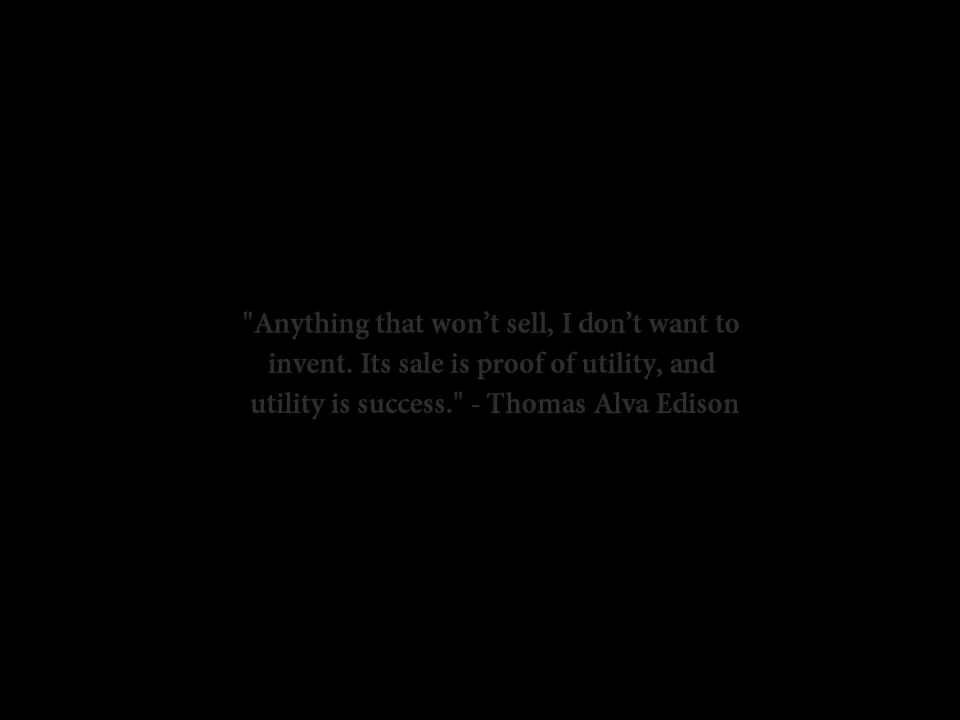 "Anything that won’t sell, I don’t want to
invent. Its sale is proof of utility, and
utility is success." - Thomas Alva Edison